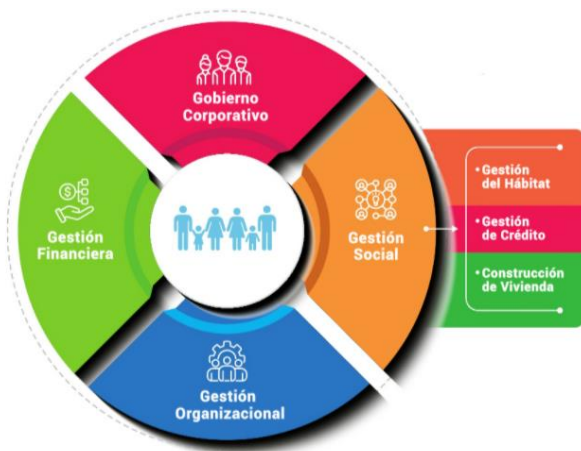 Gobierno
Corporativo
Gestión
Financiera
Gestión
Social
Gestión
Organizacional
• Gestión
del Hábitat
• Gestión
de Crédito
• Construcción
de Vivienda